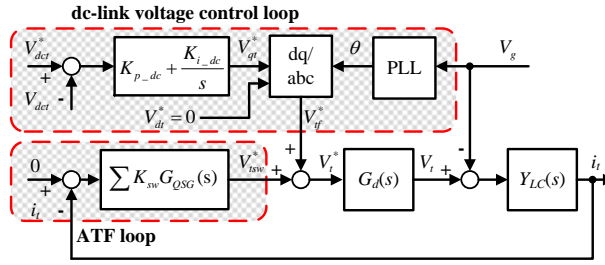 dc-link voltage control loop
V*dct
+
-
Vdct
Kp_dc + Ki_dc/s
V*qt
V*dt = 0
dq/
abc
θ
PLL
Vg
V*tf
0
+
-
it
∑ Ksw GQSG(s)
V*tsw
+
+
V*t
Gd(s)
Vt
+
-
YLC(s)
it
ATF loop